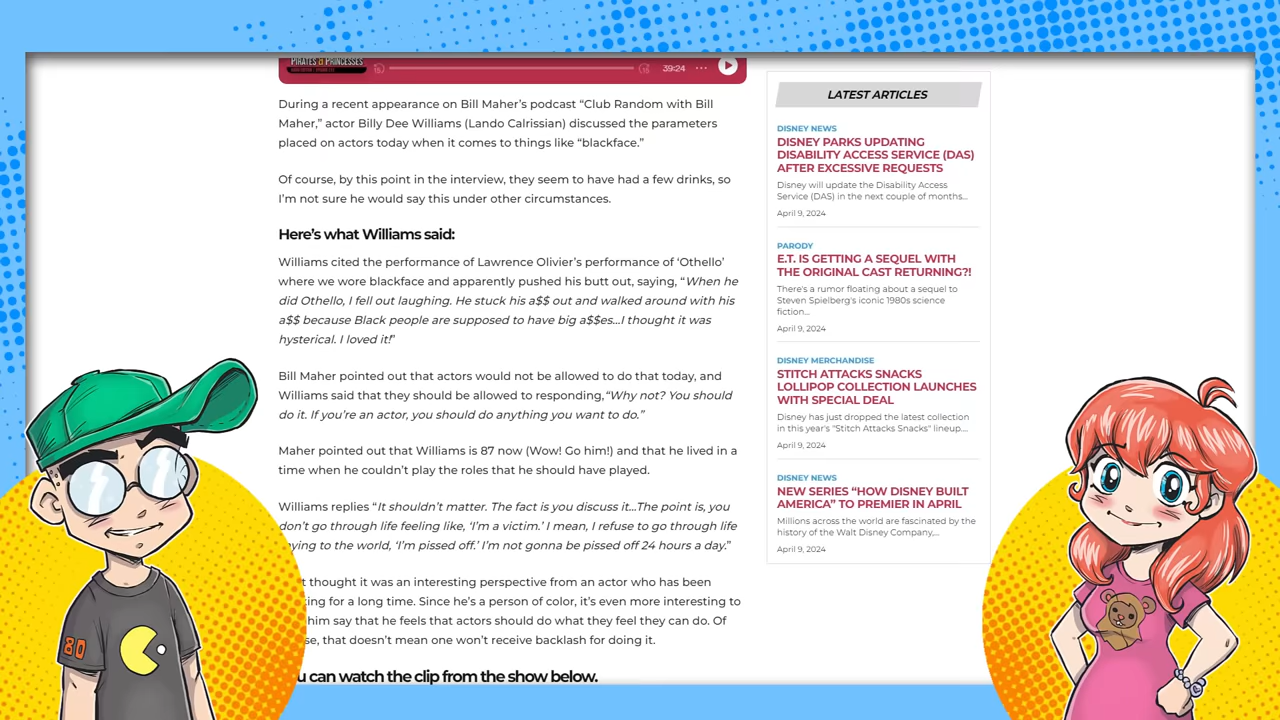 PIRATES & PRINCESSES
15
15
39:24
During a recent appearance on Bill Maher’s podcast “Club Random with Bill
Maher,” actor Billy Dee Williams (Lando Calrissian) discussed the parameters
placed on actors today when it comes to things like “blackface.”
Of course, by this point in the interview, they seem to have had a few drinks, so
I’m not sure he would say this under other circumstances.
Here’s what Williams said:
Williams cited the performance of Lawrence Olivier’s performance of ‘Othello’
where we wore blackface and apparently pushed his butt out, saying, “When he
did Othello, I fell out laughing. He stuck his a$$ out and walked around with his
a$$ because Black people are supposed to have big a$$es…I thought it was
hysterical. I loved it!”
Bill Maher pointed out that actors would not be allowed to do that today, and
Williams said that they should be allowed to responding,“Why not? You should
do it. If you’re an actor, you should do anything you want to do.”
Maher pointed out that Williams is 87 now (Wow! Go him!) and that he lived in a
time when he couldn’t play the roles that he should have played.
Williams replies “It shouldn’t matter. The fact is you discuss it…The point is, you
don’t go through life feeling like, ‘I’m a victim.’ I mean, I refuse to go through life
ying to the world, ‘I’m pissed off.’ I’m not gonna be pissed off 24 hours a day.”
t thought it was an interesting perspective from an actor who has been
ing for a long time. Since he’s a person of color, it’s even more interesting to
him say that he feels that actors should do what they feel they can do. Of
se, that doesn’t mean one won’t receive backlash for doing it.
u can watch the clip from the show below.
LATEST ARTICLES
DISNEY NEWS
DISNEY PARKS UPDATING
DISABILITY ACCESS SERVICE (DAS)
AFTER EXCESSIVE REQUESTS
Disney will update the Disability Access
Service (DAS) in the next couple of months...
April 9, 2024
PARODY
E.T. IS GETTING A SEQUEL WITH
THE ORIGINAL CAST RETURNING?!
There's a rumor floating about a sequel to
Steven Spielberg's iconic 1980s science
fiction...
April 9, 2024
DISNEY MERCHANDISE
STITCH ATTACKS SNACKS
LOLLIPOP COLLECTION LAUNCHES
WITH SPECIAL DEAL
Disney has just dropped the latest collection
in this year's "Stitch Attacks Snacks" lineup....
April 9, 2024
DISNEY NEWS
NEW SERIES “HOW DISNEY BUILT
AMERICA” TO PREMIER IN APRIL
Millions across the world are fascinated by the
history of the Walt Disney Company,...
April 9, 2024
80